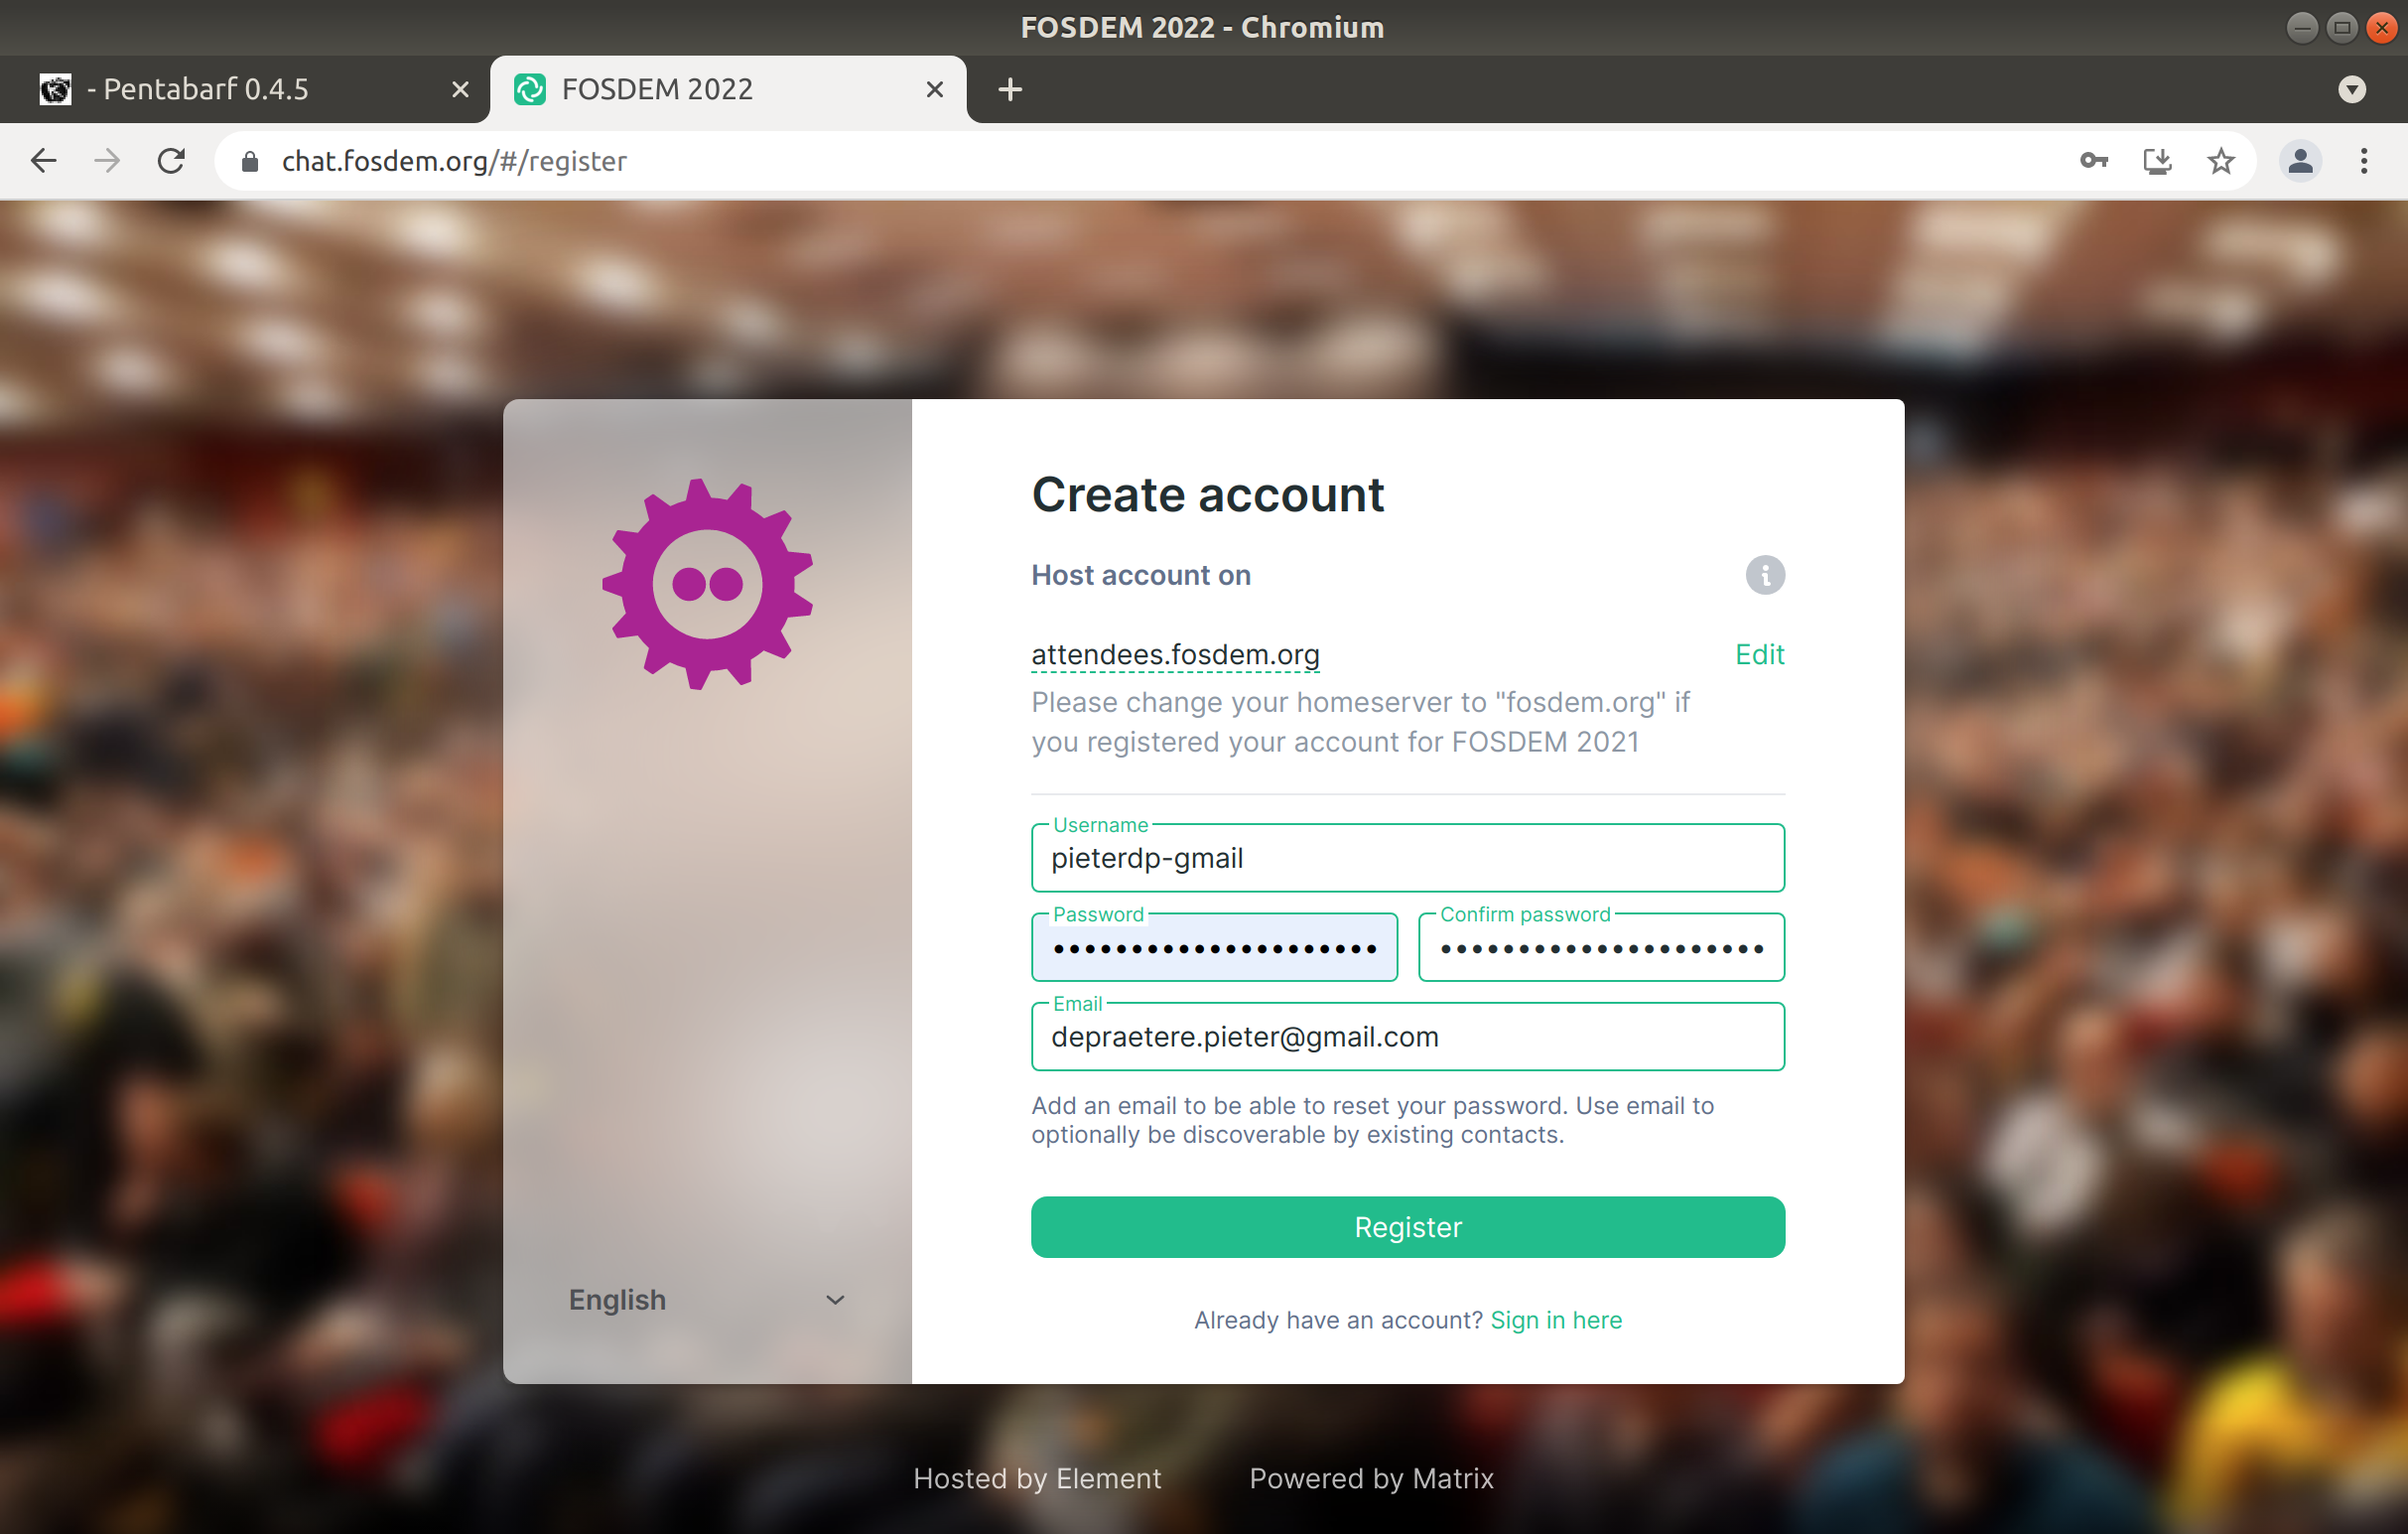 FOSDEM 2022 - Chromium
- Pentabarf 0.4.5
FOSDEM 2022
chat.fosdem.org/#/register
Create account
Host account on
attendees.fosdem.org
Edit
Please change your homeserver to "fosdem.org" if
you registered your account for FOSDEM 2021
Username
pieterdp-gmail
Password
Confirm password
•••••••••••••••••••••
•••••••••••••••••••••
Email
depraetere.pieter@gmail.com
Add an email to be able to reset your password. Use email to
optionally be discoverable by existing contacts.
Register
English
Already have an account? Sign in here
Hosted by Element
Powered by Matrix